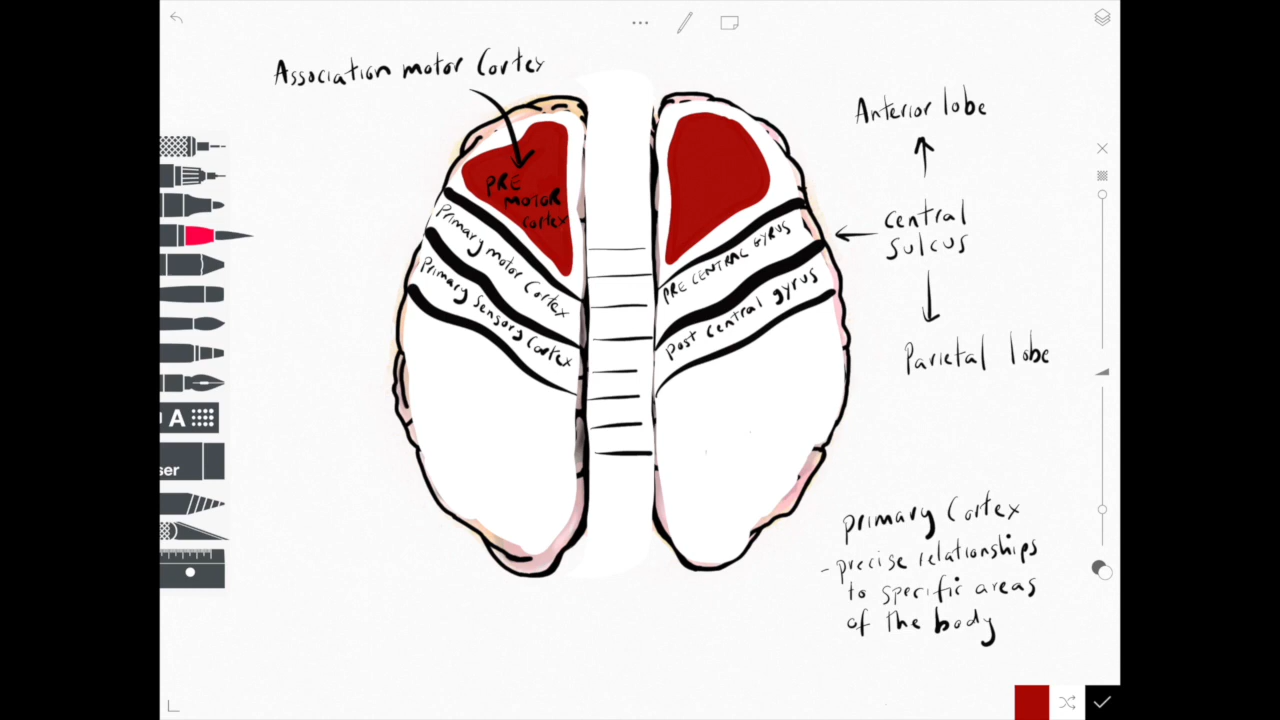 Association motor Cortex
PRE
MOTOR
cortex
Primary motor Cortex
Primary Sensory Cortex
PRE CENTRAL GYRUS
Post Central gyrus
Anterior lobe
central
sulcus
Parietal lobe
primary Cortex
- precise relationships
to specific areas
of the body
A
ser